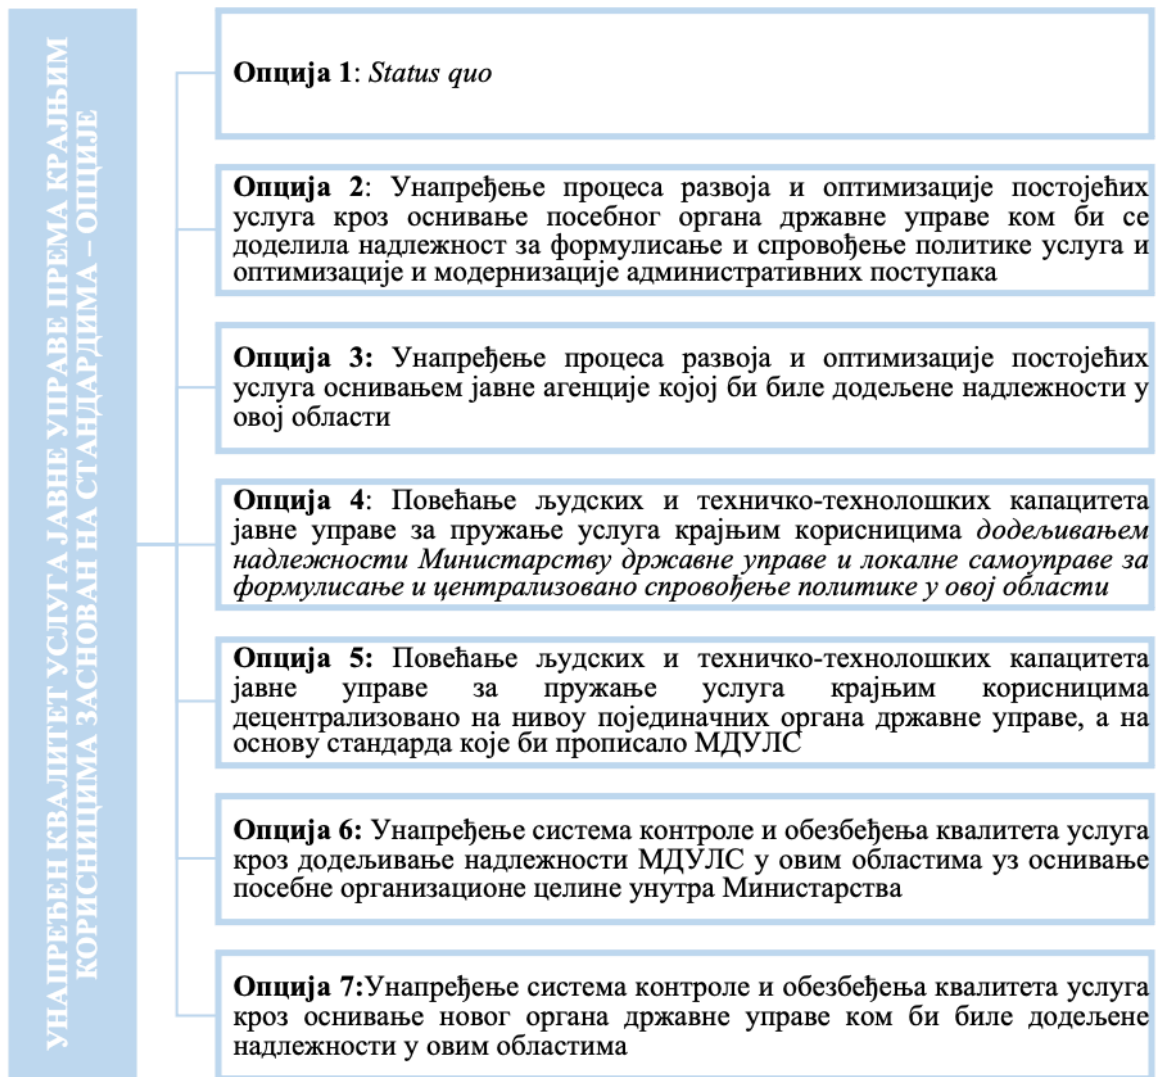 УНАПРЕЂЕН КВАЛИТЕТ УСЛУГА ЈАВНЕ УПРАВЕ ПРЕМА КРАЈЊИМ
КОРИСНИЦИМА ЗАСНОВАН НА СТАНДАРДИМА – ОПЦИЈЕ
Опција 1: Status quo
Опција 2: Унапређење процеса развоја и оптимизације постојећих
услуга кроз оснивање посебног органа државне управе ком би се
доделила надлежност за формулисање и спровођење политике услуга и
оптимизације и модернизације административних поступака
Опција 3: Унапређење процеса развоја и оптимизације постојећих
услуга оснивањем јавне агенције којој би биле додељене надлежности у
овој области
Опција 4: Повећање људских и техничко-технолошких капацитета
јавне управе за пружање услуга крајњим корисницима додељивањем
надлежности Министарству државне управе и локалне самоуправе за
формулисање и централизовано спровођење политике у овој области
Опција 5: Повећање људских и техничко-технолошких капацитета
јавне управе за пружање услуга крајњим корисницима
децентрализовано на нивоу појединачних органа државне управе, а на
основу стандарда које би прописало МДУЛС
Опција 6: Унапређење система контроле и обезбеђења квалитета услуга
кроз додељивање надлежности МДУЛС у овим областима уз оснивање
посебне организационе целине унутра Министарства
Опција 7:Унапређење система контроле и обезбеђења квалитета услуга
кроз оснивање новог органа државне управе ком би биле додељене
надлежности у овим областима